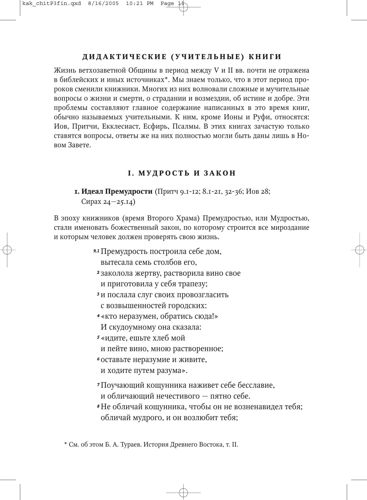 kak_chitP3fin.qxd  8/16/2005  10:21 PM  Page 14
ДИДАКТИЧЕСКИЕ (УЧИТЕЛЬНЫЕ) КНИГИ
Жизнь ветхозаветной Общины в период между V и II вв. почти не отражена
в библейских и иных источниках*. Мы знаем только, что в этот период про-
роков сменили книжники. Многих из них волновали сложные и мучительные
вопросы о жизни и смерти, о страдании и возмездии, об истине и добре. Эти
проблемы составляют главное содержание написанных в это время книг,
обычно называемых учительными. К ним, кроме Ионы и Руфи, относятся:
Иов, Притчи, Екклесиаст, Есфирь, Псалмы. В этих книгах зачастую только
ставятся вопросы, ответы же на них полностью могли быть даны лишь в Но-
вом Завете.
I. МУДРОСТЬ И ЗАКОН
1. Идеал Премудрости (Притч 9.1-12; 8.1-21, 32-36; Иов 28;
Сирах 24—25.14)
В эпоху книжников (время Второго Храма) Премудростью, или Мудростью,
стали именовать божественный закон, по которому строится все мироздание
и которым человек должен проверять свою жизнь.
9.1 Премудрость построила себе дом,
вытесала семь столбов его,
2 заколола жертву, растворила вино свое
и приготовила у себя трапезу;
3 и послала слуг своих провозгласить
с возвышенностей городских:
4 «кто неразумен, обратись сюда!»
И скудоумному она сказала:
5 «идите, ешьте хлеб мой
и пейте вино, мною растворенное;
6 оставьте неразумие и живите,
и ходите путем разума».
7 Поучающий кощунника наживет себе бесславие,
и обличающий нечестивого — пятно себе.
8 Не обличай кощунника, чтобы он не возненавидел тебя;
обличай мудрого, и он возлюбит тебя;
* См. об этом Б. А. Тураев. История Древнего Востока, т. II.